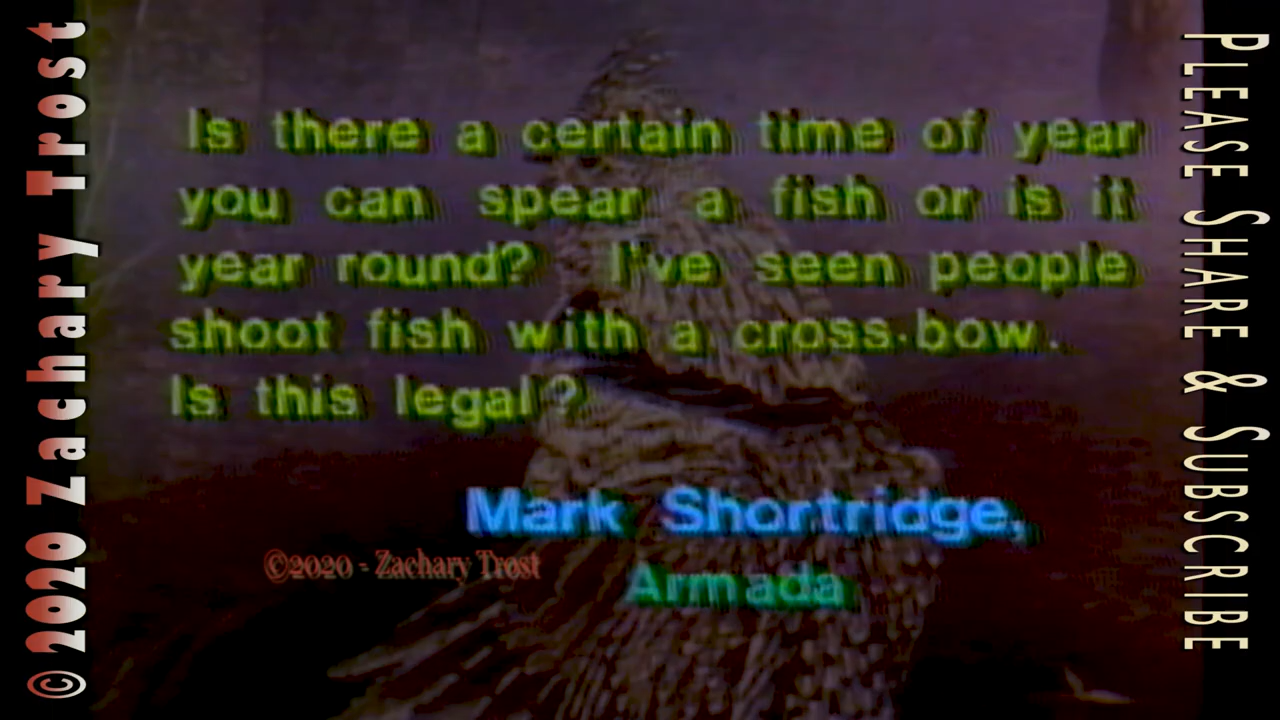 © 2020 Zachary Trost
Is there a certain time of year
you can spear a fish or is it
year round? I've seen people
shoot fish with a cross-bow.
Is this legal?
Mark Shortridge,
Armada
©2020 - Zachary Trost
PLEASE SHARE & SUBSCRIBE